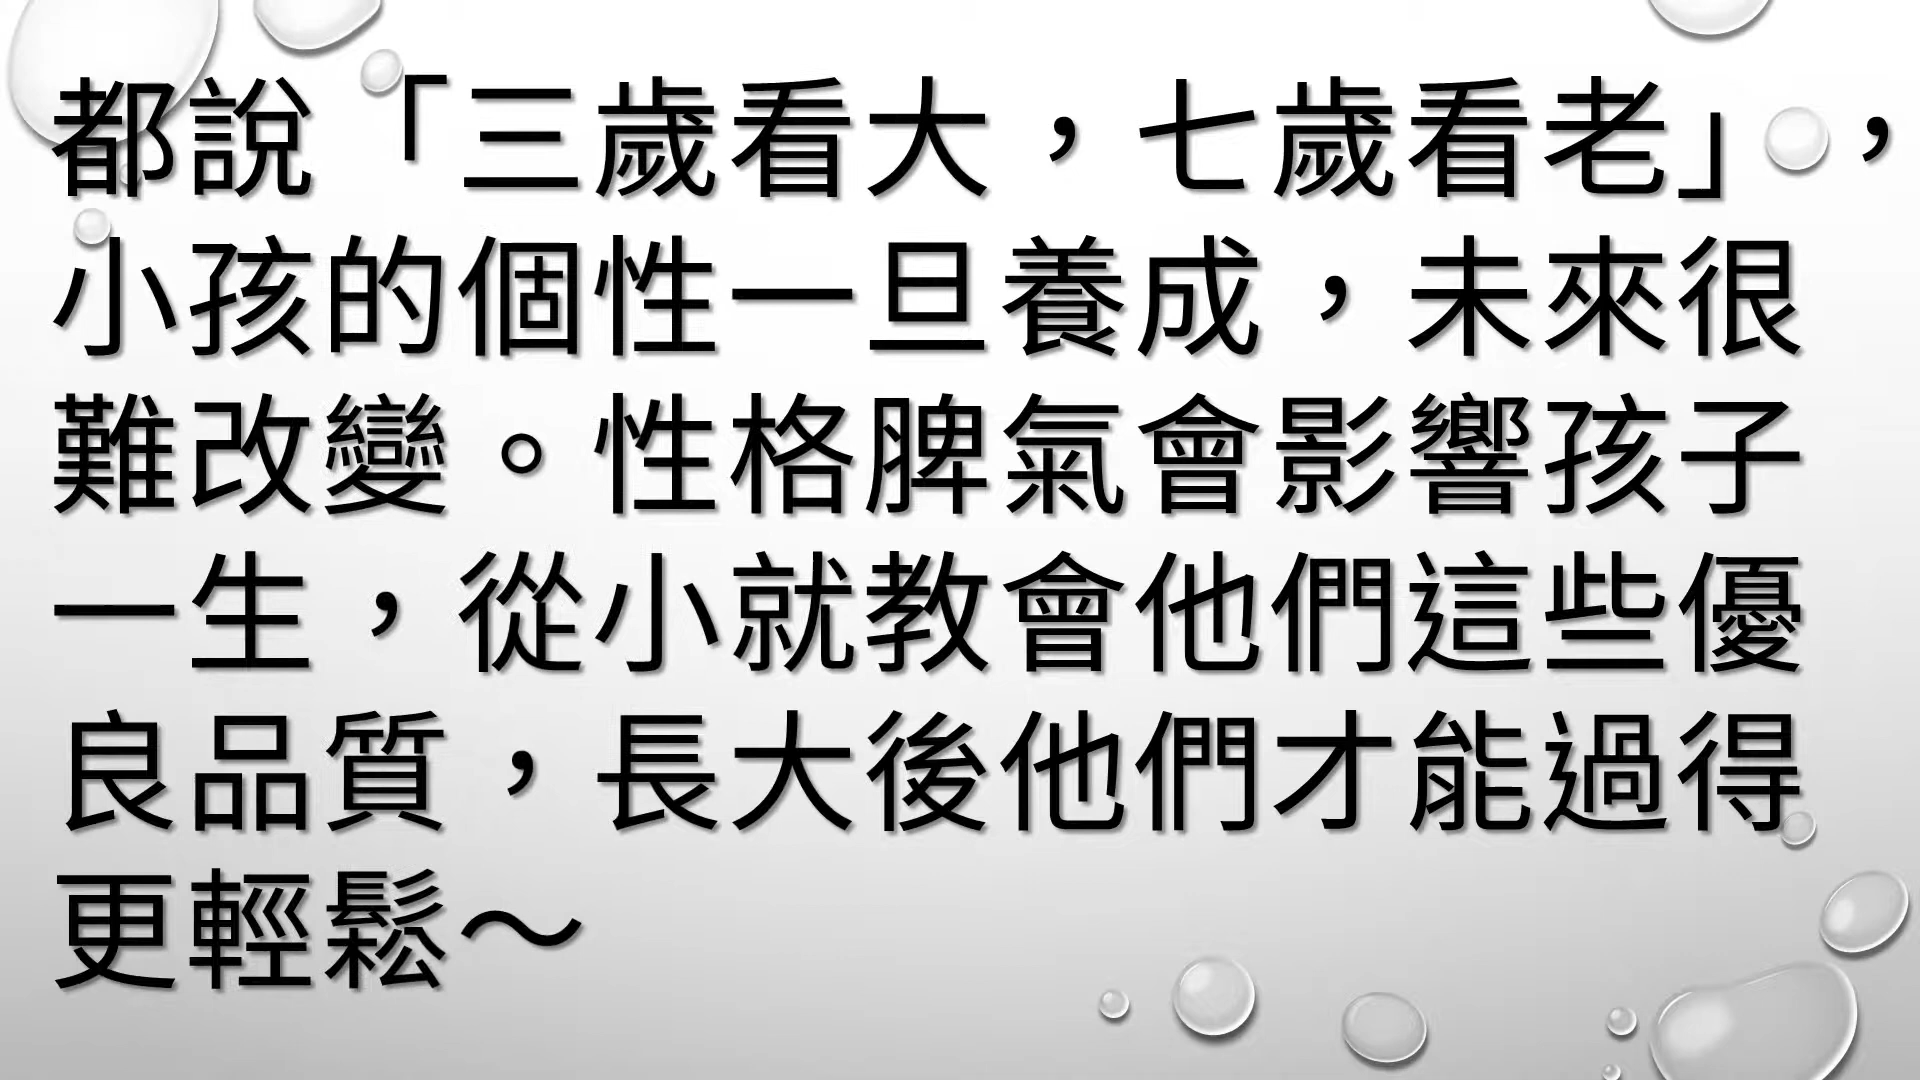 都說「三歲看大，七歲看老」，
小孩的個性一旦養成，未來很
難改變。性格脾氣會影響孩子
一生，從小就教會他們這些優
良品質，長大後他們才能過得
更輕鬆～